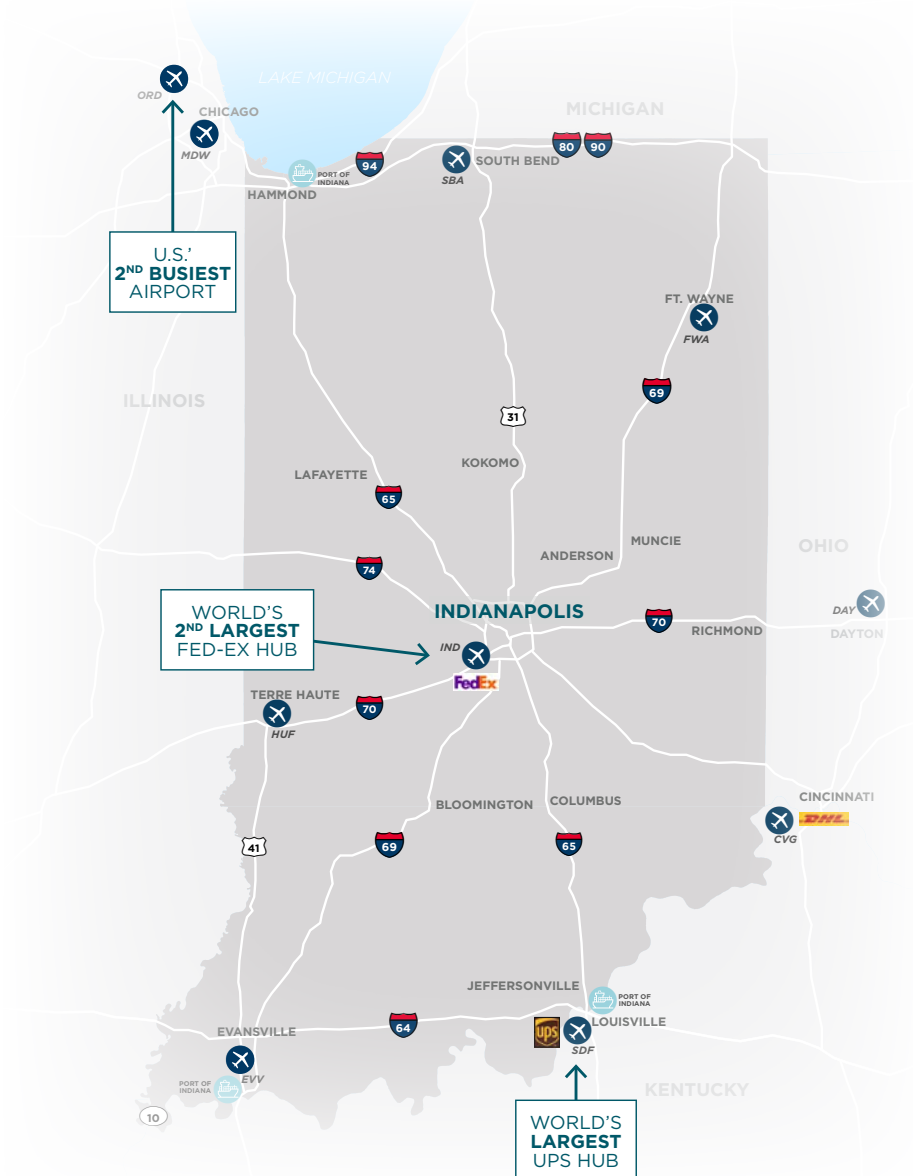 LAKE MICHIGAN
ORD
CHICAGO
MICHIGAN
MDW
80
90
94
SOUTH BEND
SBA
PORT OF
INDIANA
HAMMOND
U.S.’
2ND BUSIEST
AIRPORT
FT. WAYNE
FWA
69
ILLINOIS
31
KOKOMO
LAFAYETTE
65
MUNCIE
OHIO
ANDERSON
74
WORLD’S
2ND LARGEST
FED-EX HUB
INDIANAPOLIS
DAY
DAYTON
70
RICHMOND
IND
FedEx
TERRE HAUTE
70
HUF
BLOOMINGTON
COLUMBUS
CINCINNATI
DHL
CVG
41
69
65
JEFFERSONVILLE
PORT OF
INDIANA
LOUISVILLE
ups
SDF
64
EVANSVILLE
EVV
PORT OF
INDIANA
KENTUCKY
10
WORLD’S
LARGEST
UPS HUB